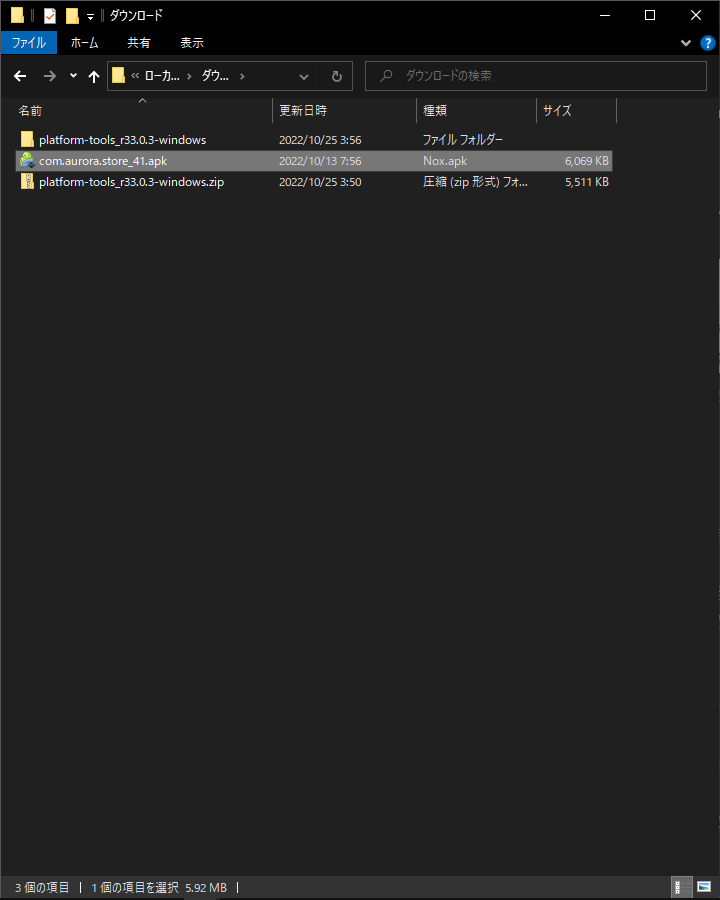 ダウンロード
ファイル ホーム 共有 表示
« ローカ... › ダウ... › ダウンロードの検索
名前 更新日時 種類 サイズ
platform-tools_r33.0.3-windows 2022/10/25 3:56 ファイル フォルダー
com.aurora.store_41.apk 2022/10/13 7:56 Nox.apk 6,069 KB
platform-tools_r33.0.3-windows.zip 2022/10/25 3:50 圧縮 (zip 形式) フォ... 5,511 KB
3 個の項目 1 個の項目を選択 5.92 MB